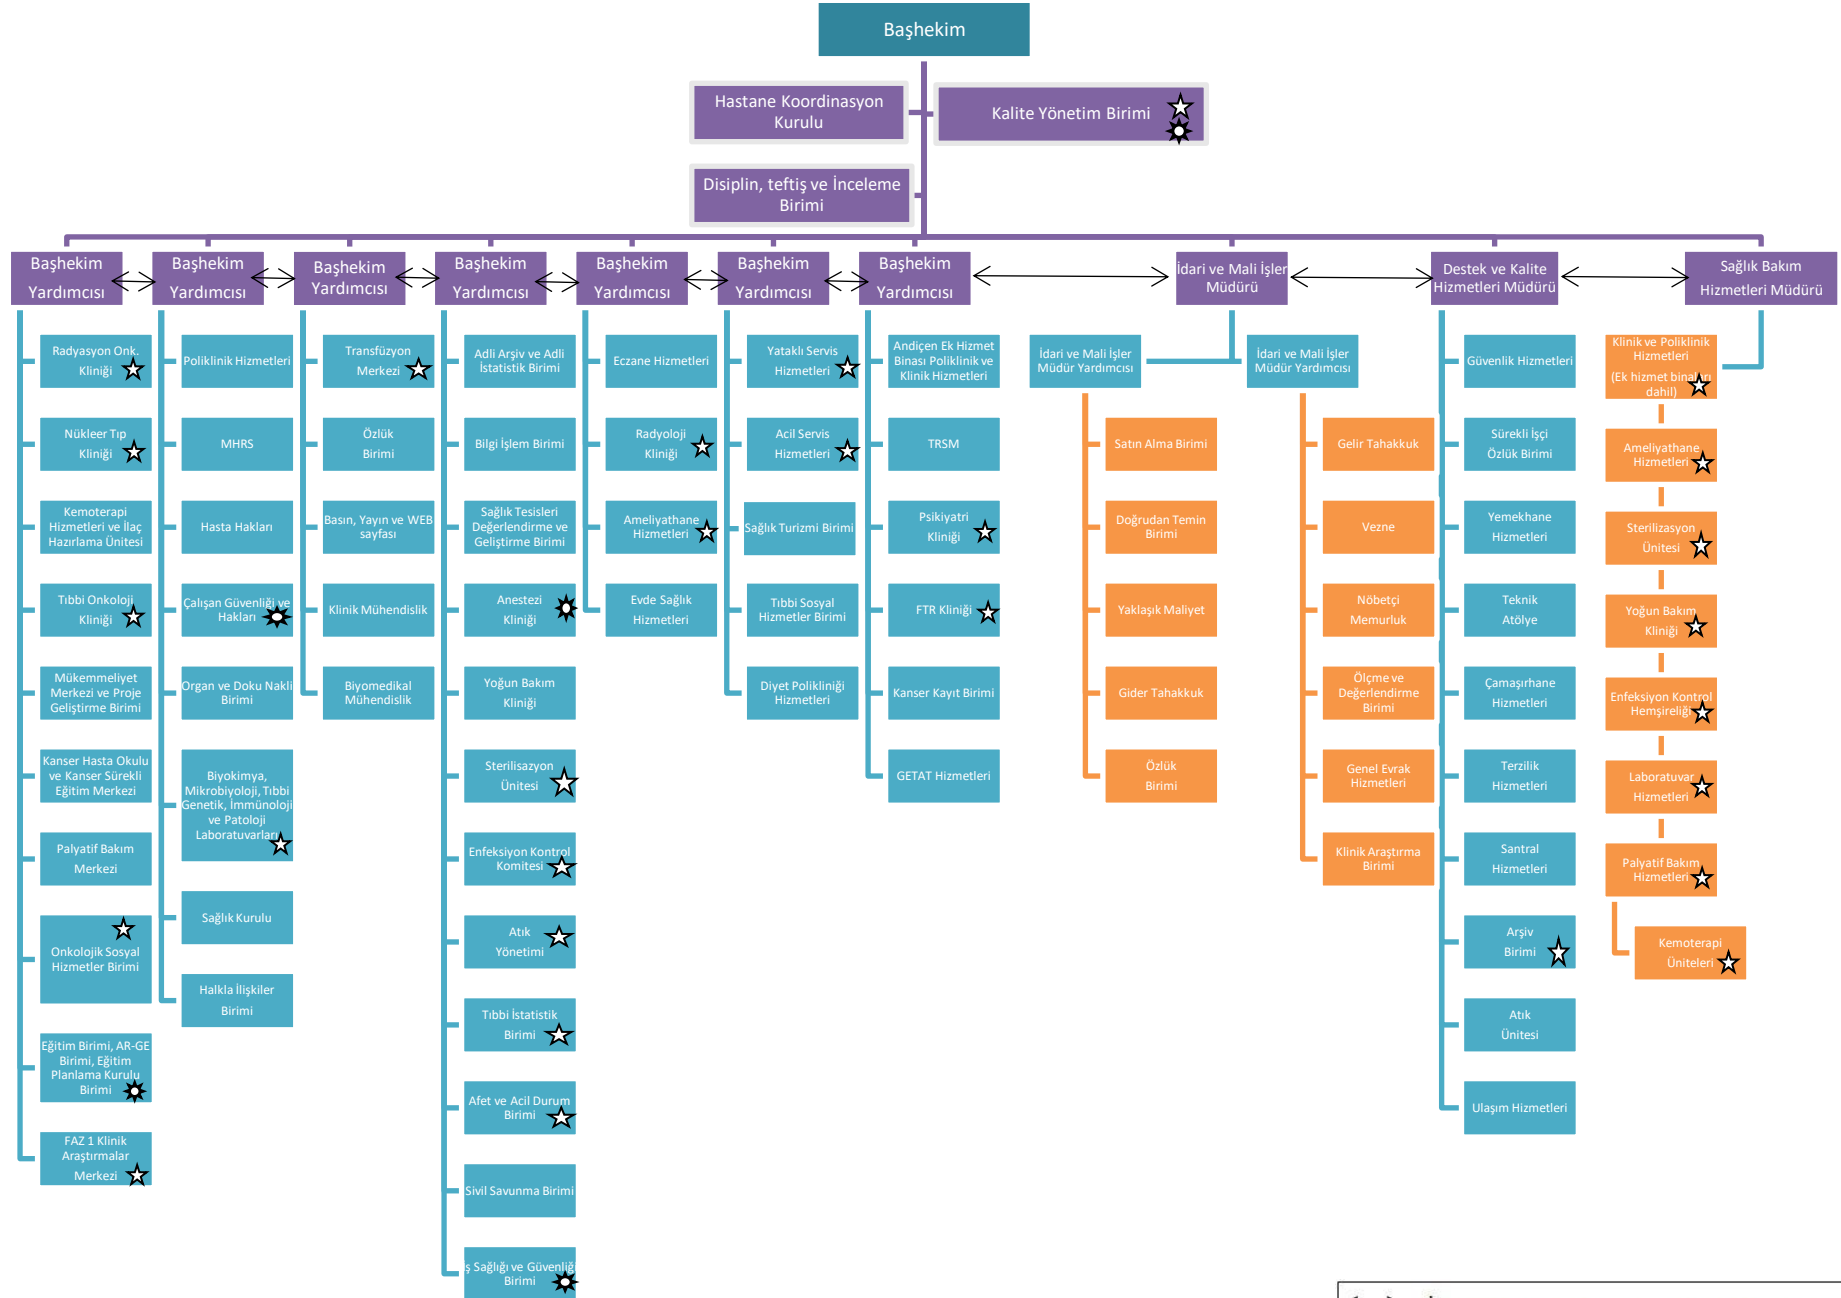 Başhekim
Hastane Koordinasyon
Kurulu
Kalite Yönetim Birimi
Disiplin, teftiş ve İnceleme
Birimi
Başhekim
Yardımcısı
Başhekim
Yardımcısı
Başhekim
Yardımcısı
Başhekim
Yardımcısı
Başhekim
Yardımcısı
Başhekim
Yardımcısı
Başhekim
Yardımcısı
İdari ve Mali İşler
Müdürü
Destek ve Kalite
Hizmetleri Müdürü
Sağlık Bakım
Hizmetleri Müdürü
Radyasyon Onk.
Kliniği
Nükleer Tıp
Kliniği
Kemoterapi
Hizmetleri ve İlaç
Hazırlama Ünitesi
Tıbbi Onkoloji
Kliniği
Mükemmeliyet
Merkezi ve Proje
Geliştirme Birimi
Kanser Hasta Okulu
ve Kanser Sürekli
Eğitim Merkezi
Palyatif Bakım
Merkezi
Onkolojik Sosyal
Hizmetler Birimi
Eğitim Birimi, AR-GE
Birimi, Eğitim
Planlama Kurulu
Birimi
FAZ 1 Klinik
Araştırmalar
Merkezi
Poliklinik Hizmetleri
MHRS
Hasta Hakları
Çalışan Güvenliği ve
Hakları
Organ ve Doku Nakli
Birimi
Biyokimya,
Mikrobiyoloji, Tıbbi
Genetik, İmmünoloji
ve Patoloji
Laboratuvarları
Sağlık Kurulu
Halkla İlişkiler
Birimi
Transfüzyon
Merkezi
Özlük
Birimi
Basın, Yayın ve WEB
sayfası
Klinik Mühendislik
Biyomedikal
Mühendislik
Adli Arşiv ve Adli
İstatistik Birimi
Bilgi İşlem Birimi
Sağlık Tesisleri
Değerlendirme ve
Geliştirme Birimi
Anestezi
Kliniği
Yoğun Bakım
Kliniği
Sterilisazyon
Ünitesi
Enfeksiyon Kontrol
Komitesi
Atık
Yönetimi
Tıbbi İstatistik
Birimi
Afet ve Acil Durum
Birimi
Sivil Savunma Birimi
İş Sağlığı ve Güvenliği
Birimi
Eczane Hizmetleri
Radyoloji
Kliniği
Ameliyathane
Hizmetleri
Evde Sağlık
Hizmetleri
Yataklı Servis
Hizmetleri
Acil Servis
Hizmetleri
Sağlık Turizmi Birimi
Tıbbi Sosyal
Hizmetler Birimi
Diyet Polikliniği
Hizmetleri
Andiçen Ek Hizmet
Binası Poliklinik ve
Klinik Hizmetleri
TRSM
Psikiyatri
Kliniği
FTR Kliniği
Kanser Kayıt Birimi
GETAT Hizmetleri
İdari ve Mali İşler
Müdür Yardımcısı
Satın Alma Birimi
Doğrudan Temin
Birimi
Yaklaşık Maliyet
Gider Tahakkuk
Özlük
Birimi
İdari ve Mali İşler
Müdür Yardımcısı
Gelir Tahakkuk
Vezne
Nöbetçi
Memurluk
Ölçme ve
Değerlendirme
Birimi
Genel Evrak
Hizmetleri
Klinik Araştırma
Birimi
Güvenlik Hizmetleri
Sürekli İşçi
Özlük Birimi
Yemekhane
Hizmetleri
Teknik
Atölye
Çamaşırhane
Hizmetleri
Terzilik
Hizmetleri
Santral
Hizmetleri
Arşiv
Birimi
Atık
Ünitesi
Ulaşım Hizmetleri
Klinik ve Poliklinik
Hizmetleri
(Ek hizmet binaları
dahil)
Ameliyathane
Hizmetleri
Sterilizasyon
Ünitesi
Yoğun Bakım
Kliniği
Enfeksiyon Kontrol
Hemşireliği
Laboratuvar
Hizmetleri
Palyatif Bakım
Hizmetleri
Kemoterapi
Üniteleri